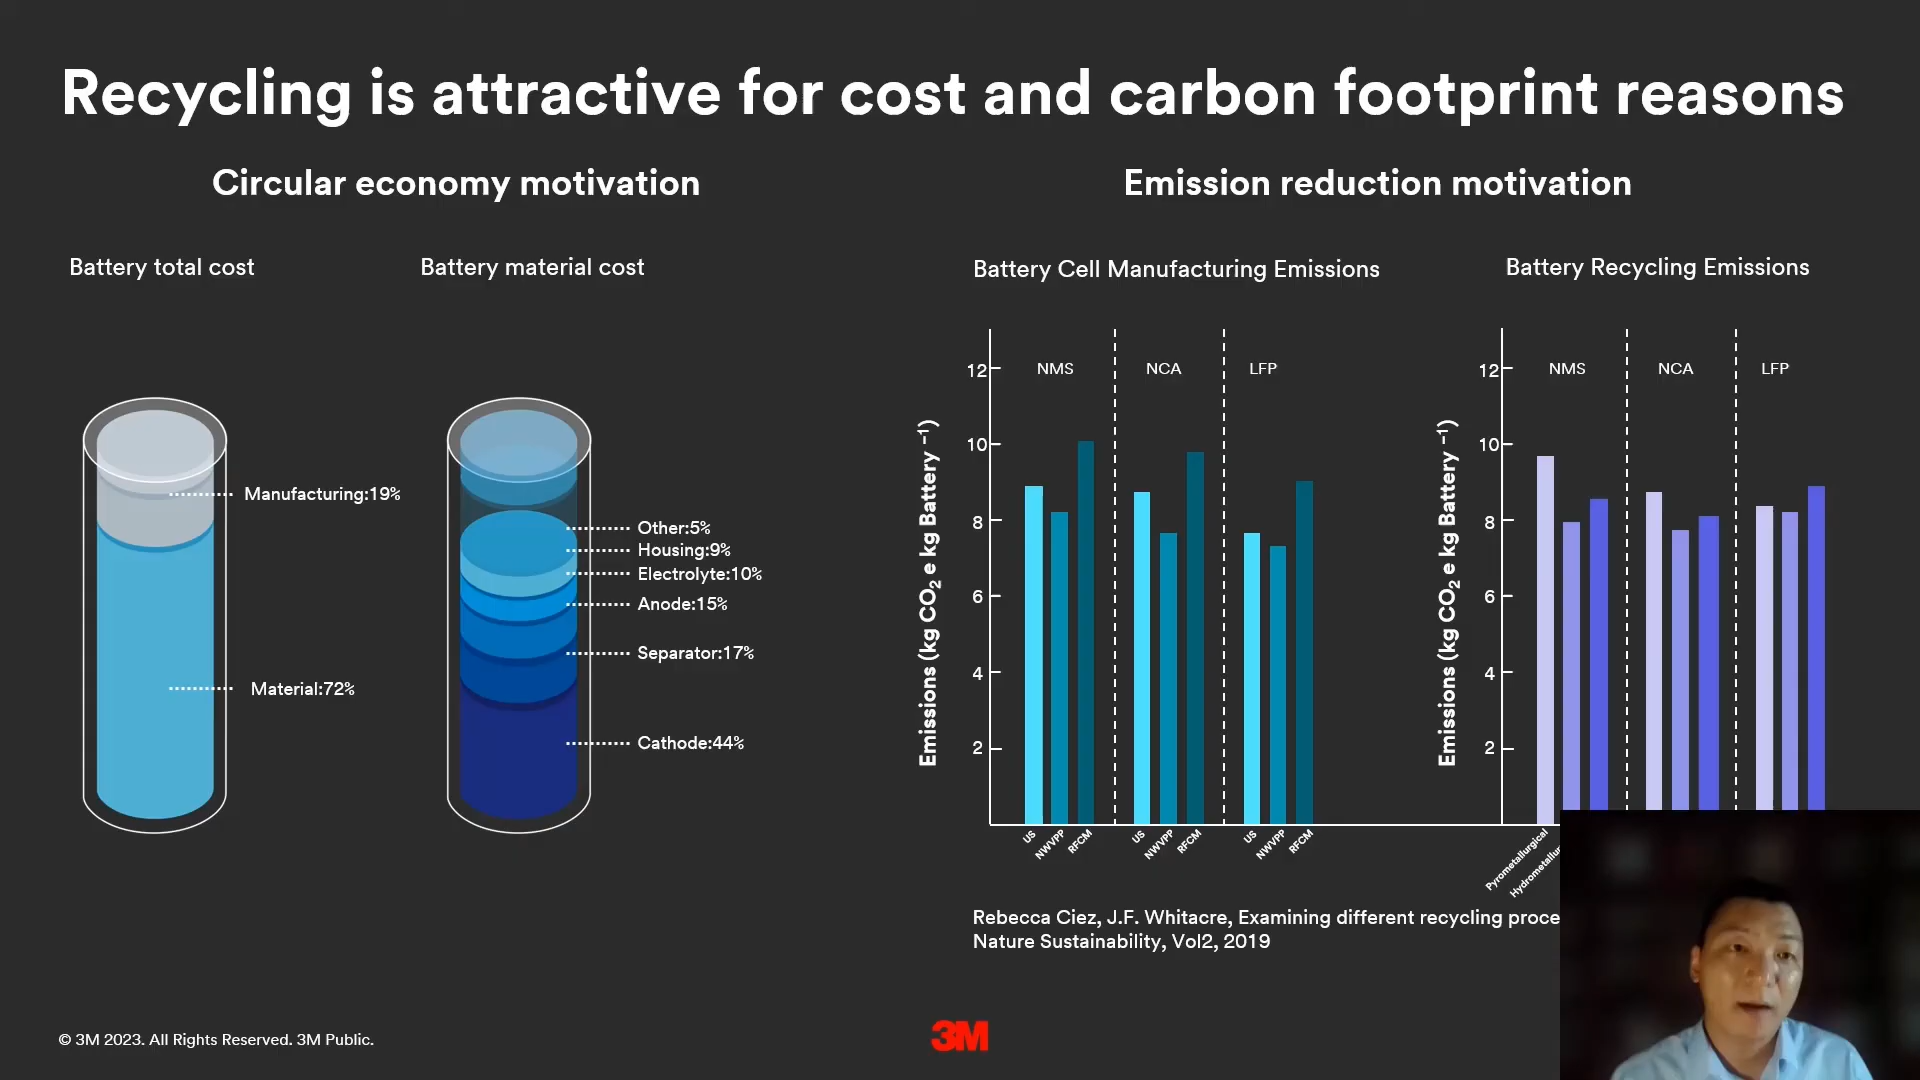 Recycling is attractive for cost and carbon footprint reasons
Circular economy motivation
Battery total cost
Manufacturing:19%
Material:72%
Battery material cost
Other:5%
Housing:9%
Electrolyte:10%
Anode:15%
Separator:17%
Cathode:44%
Emission reduction motivation
Battery Cell Manufacturing Emissions
Emissions (kg CO₂ e kg Battery ⁻¹)
12
10
8
6
4
2
NMS
NCA
LFP
US
NWVPP
RFCM
US
NWVPP
RFCM
US
NWVPP
RFCM
Battery Recycling Emissions
Emissions (kg CO₂ e kg Battery ⁻¹)
12
10
8
6
4
2
NMS
NCA
LFP
Pyrometallurgical
Rebecca Ciez, J.F. Whitacre, Examining different recycling
Nature Sustainability, Vol2, 2019
© 3M 2023. All Rights Reserved. 3M Public.
3M